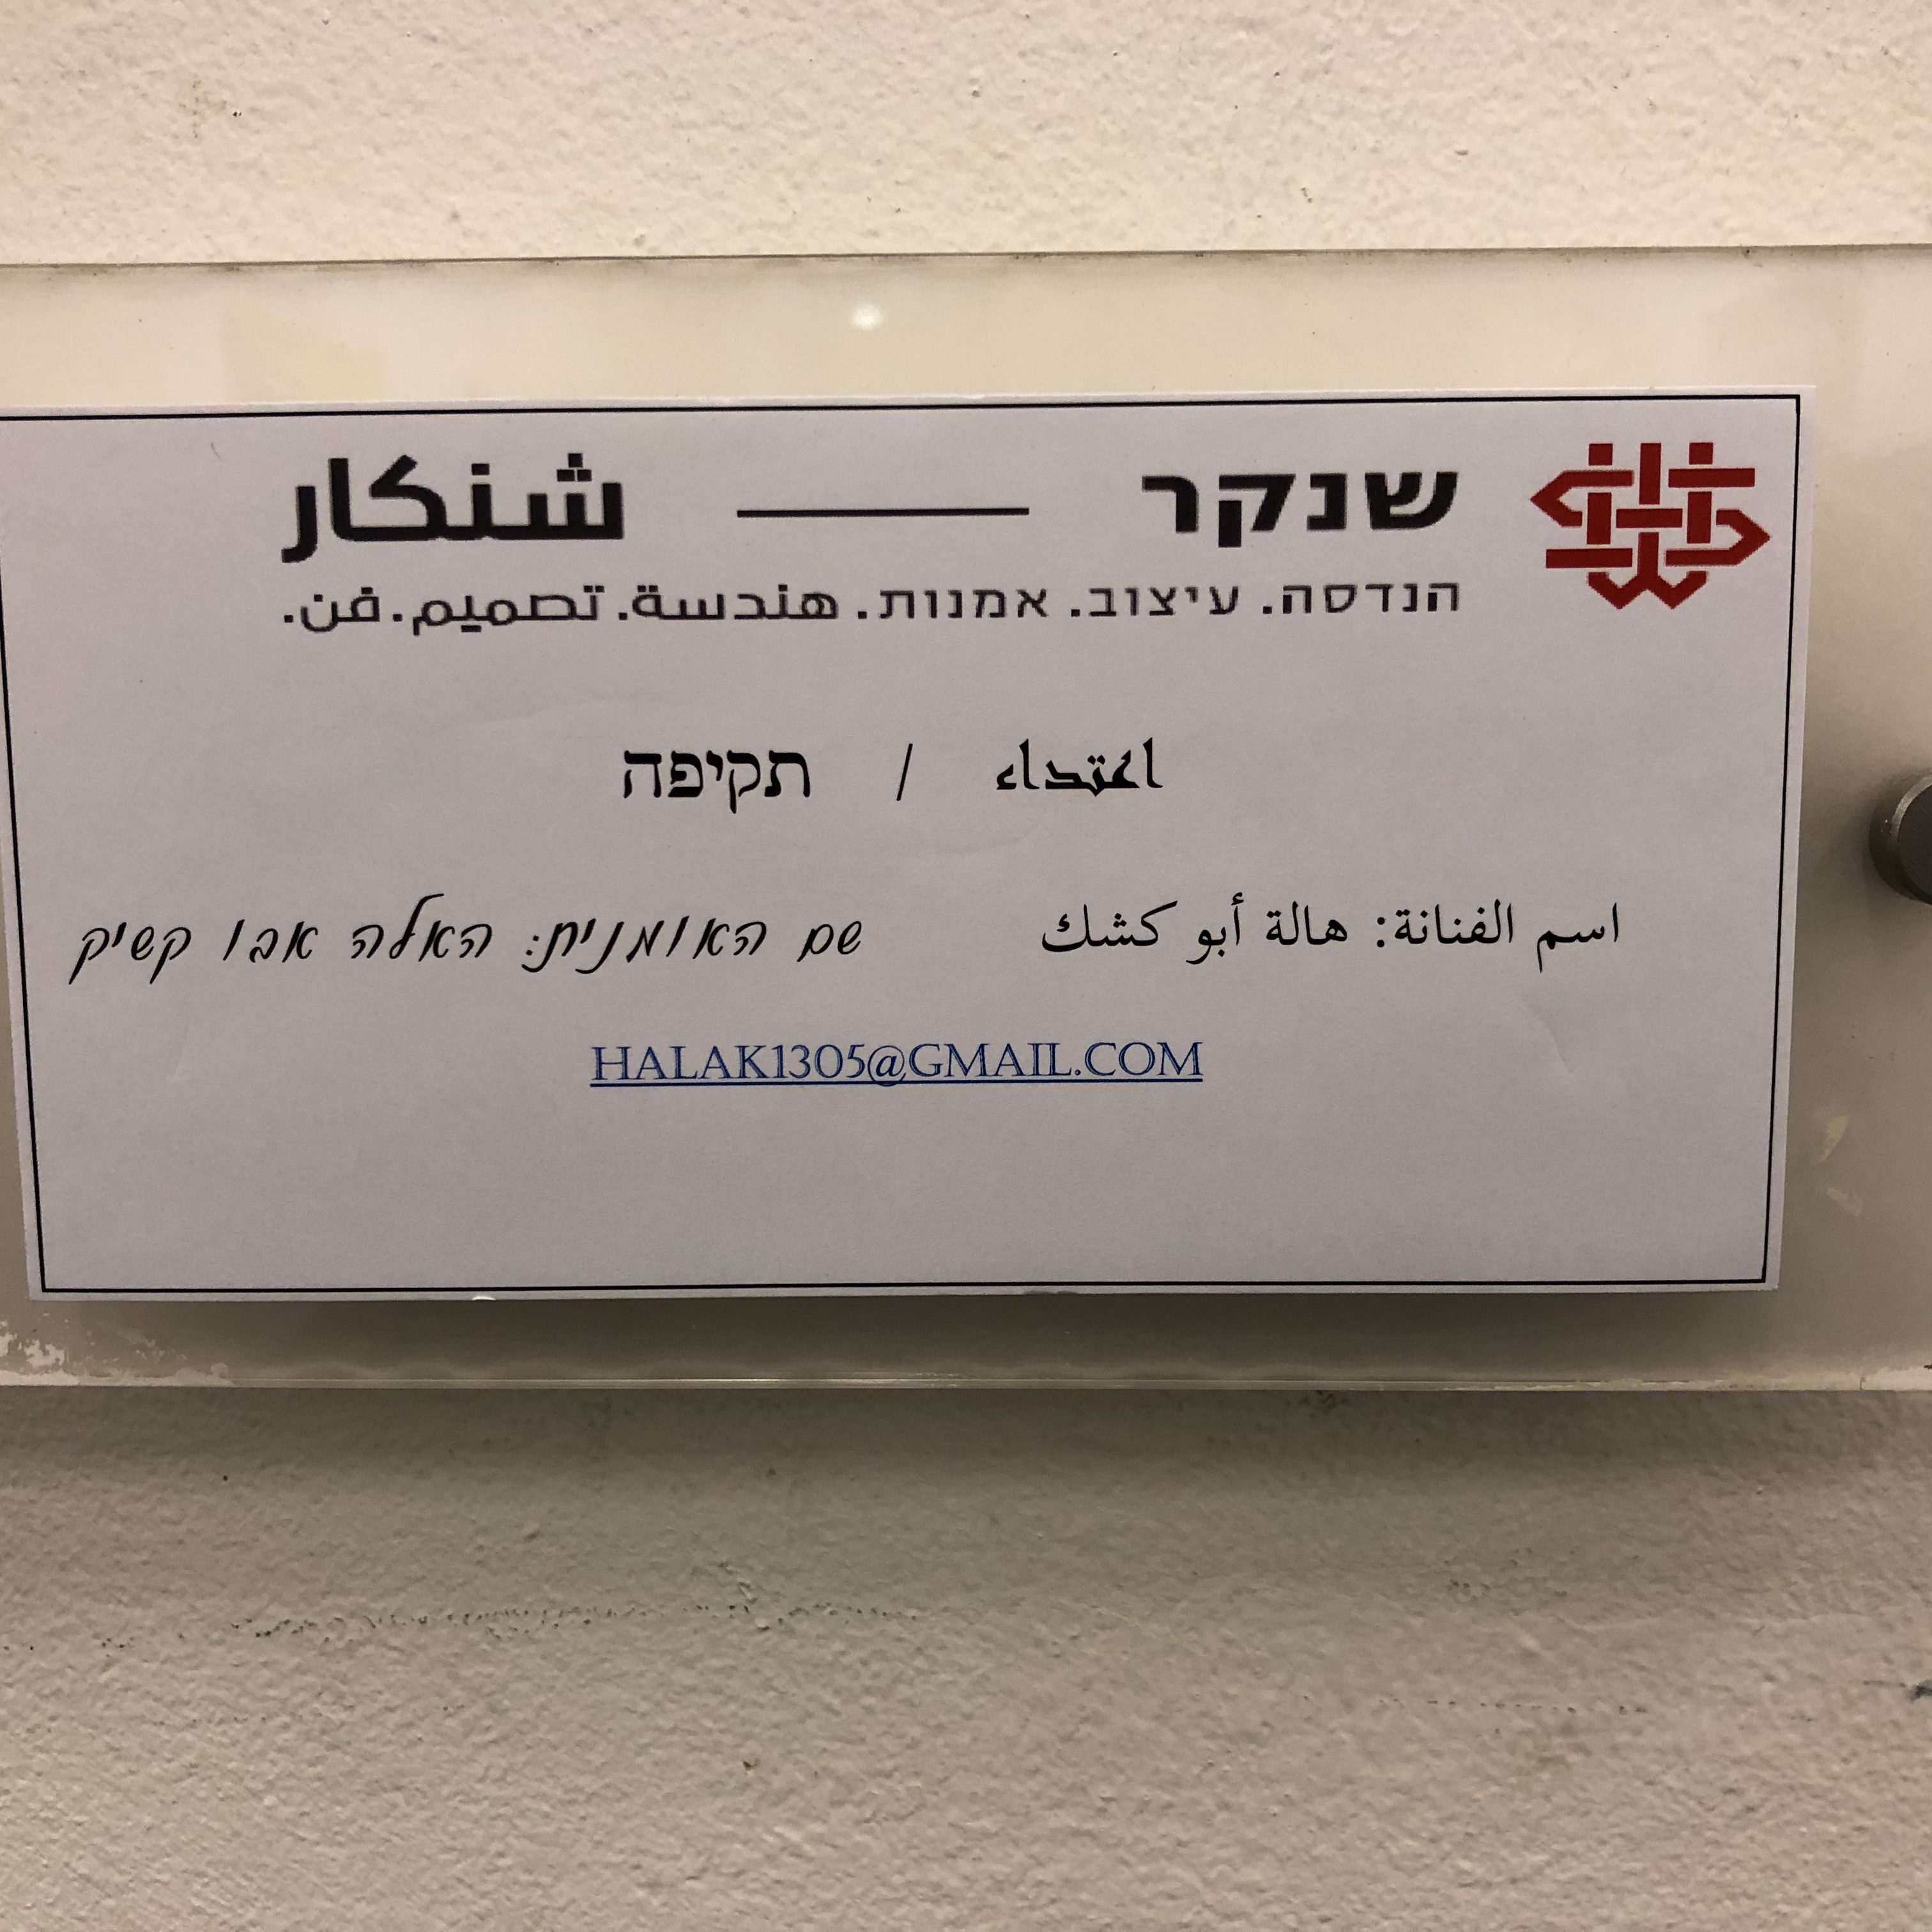 שנקר — شنكار
הנדסה. עיצוב. אמנות. هندسة. تصميم. فن.
اعتداء / תקיפה
اسم الفنانة: هالة أبو كشك שם האומנית: האלה אבו קשיק
HALAK1305@GMAIL.COM